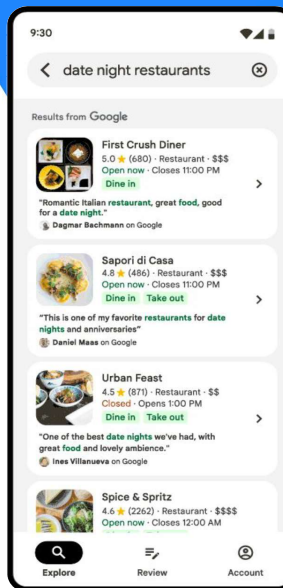 9:30
date night restaurants
Results from Google
First Crush Diner
5.0 ★ (680) · Restaurant · $$$
Open now · Closes 11:00 PM
Dine in
"Romantic Italian restaurant, great food, good
for a date night."
Dagmar Bachmann on Google
Sapori di Casa
4.8 ★ (486) · Restaurant · $$$
Open now · Closes 11:00 PM
Dine in Take out
"This is one of my favorite restaurants for date
nights and anniversaries"
Daniel Maas on Google
Urban Feast
4.5 ★ (871) · Restaurant · $$
Closed · Opens 1:00 PM
Dine in Take out
"One of the best date nights we've had, with
great food and lovely ambience."
Ines Villanueva on Google
Spice & Spritz
4.6 ★ (2262) · Restaurant · $$$$
Open now · Closes 12:00 AM
Explore Review Account